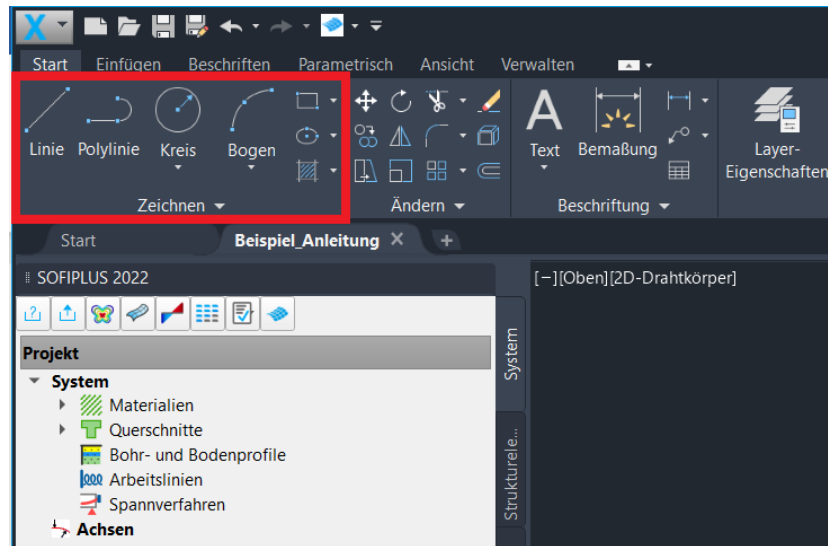 X
Start Einfügen Beschriften Parametrisch Ansicht Verwalten
Linie Polylinie Kreis Bogen
Zeichnen
Ändern
A
Text Bemaßung
Beschriftung
Layer-
Eigenschaften
Start Beispiel_Anleitung
SOFIPLUS 2022
[−][Oben][2D-Drahtkörper]
Projekt
System
Materialien
Querschnitte
Bohr- und Bodenprofile
Arbeitslinien
Spannverfahren
Achsen
System
Strukturele...